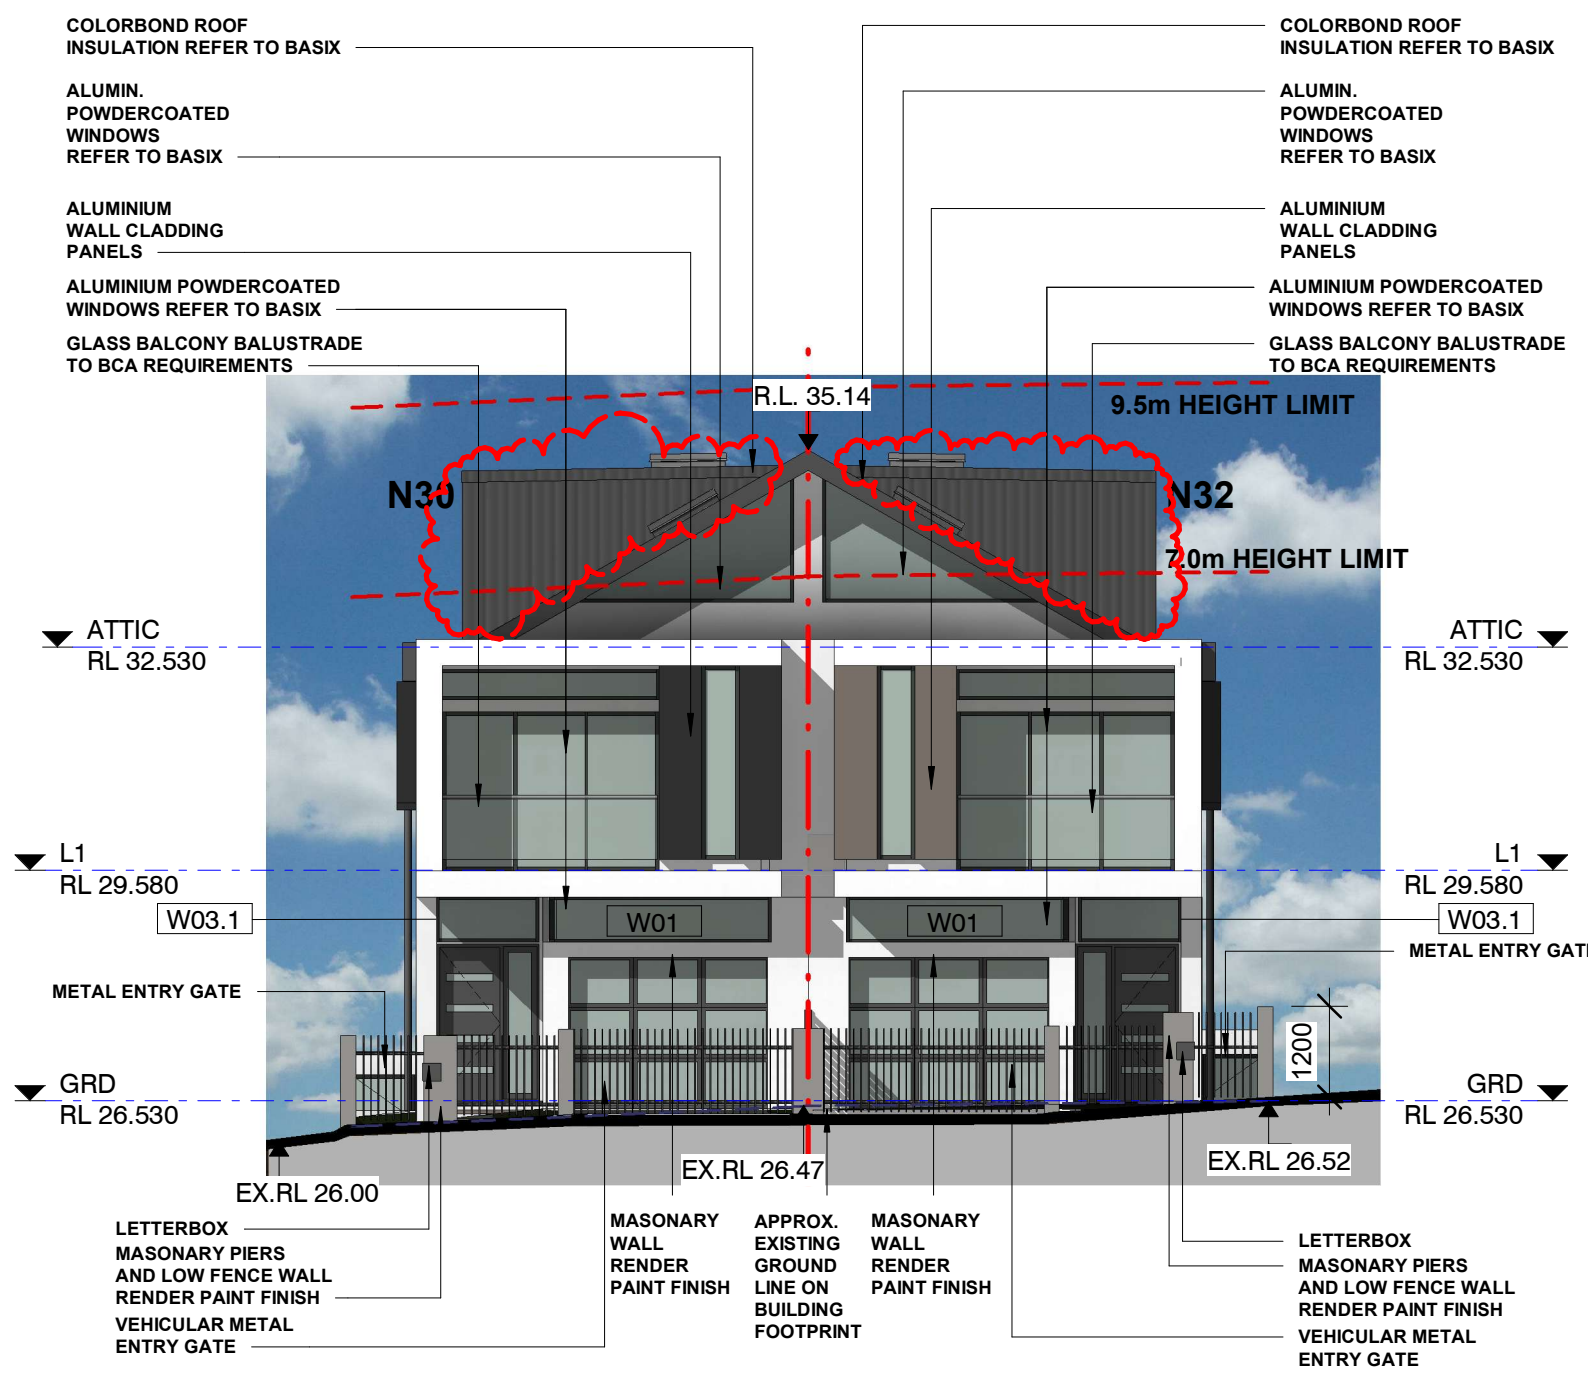 COLORBOND ROOF
INSULATION REFER TO BASIX
ALUMIN.
POWDERCOATED
WINDOWS
REFER TO BASIX
ALUMINIUM
WALL CLADDING
PANELS
ALUMINIUM POWDERCOATED
WINDOWS REFER TO BASIX
GLASS BALCONY BALUSTRADE
TO BCA REQUIREMENTS
COLORBOND ROOF
INSULATION REFER TO BASIX
ALUMIN.
POWDERCOATED
WINDOWS
REFER TO BASIX
ALUMINIUM
WALL CLADDING
PANELS
ALUMINIUM POWDERCOATED
WINDOWS REFER TO BASIX
GLASS BALCONY BALUSTRADE
TO BCA REQUIREMENTS
R.L. 35.14
9.5m HEIGHT LIMIT
N30
N32
7.0m HEIGHT LIMIT
ATTIC
RL 32.530
ATTIC
RL 32.530
L1
RL 29.580
L1
RL 29.580
W03.1
W01
W01
W03.1
METAL ENTRY GATE
METAL ENTRY GATE
1200
GRD
RL 26.530
GRD
RL 26.530
EX.RL 26.00
EX.RL 26.47
EX.RL 26.52
LETTERBOX
MASONARY PIERS
AND LOW FENCE WALL
RENDER PAINT FINISH
VEHICULAR METAL
ENTRY GATE
MASONARY
WALL
RENDER
PAINT FINISH
APPROX.
EXISTING
GROUND
LINE ON
BUILDING
FOOTPRINT
MASONARY
WALL
RENDER
PAINT FINISH
LETTERBOX
MASONARY PIERS
AND LOW FENCE WALL
RENDER PAINT FINISH
VEHICULAR METAL
ENTRY GATE